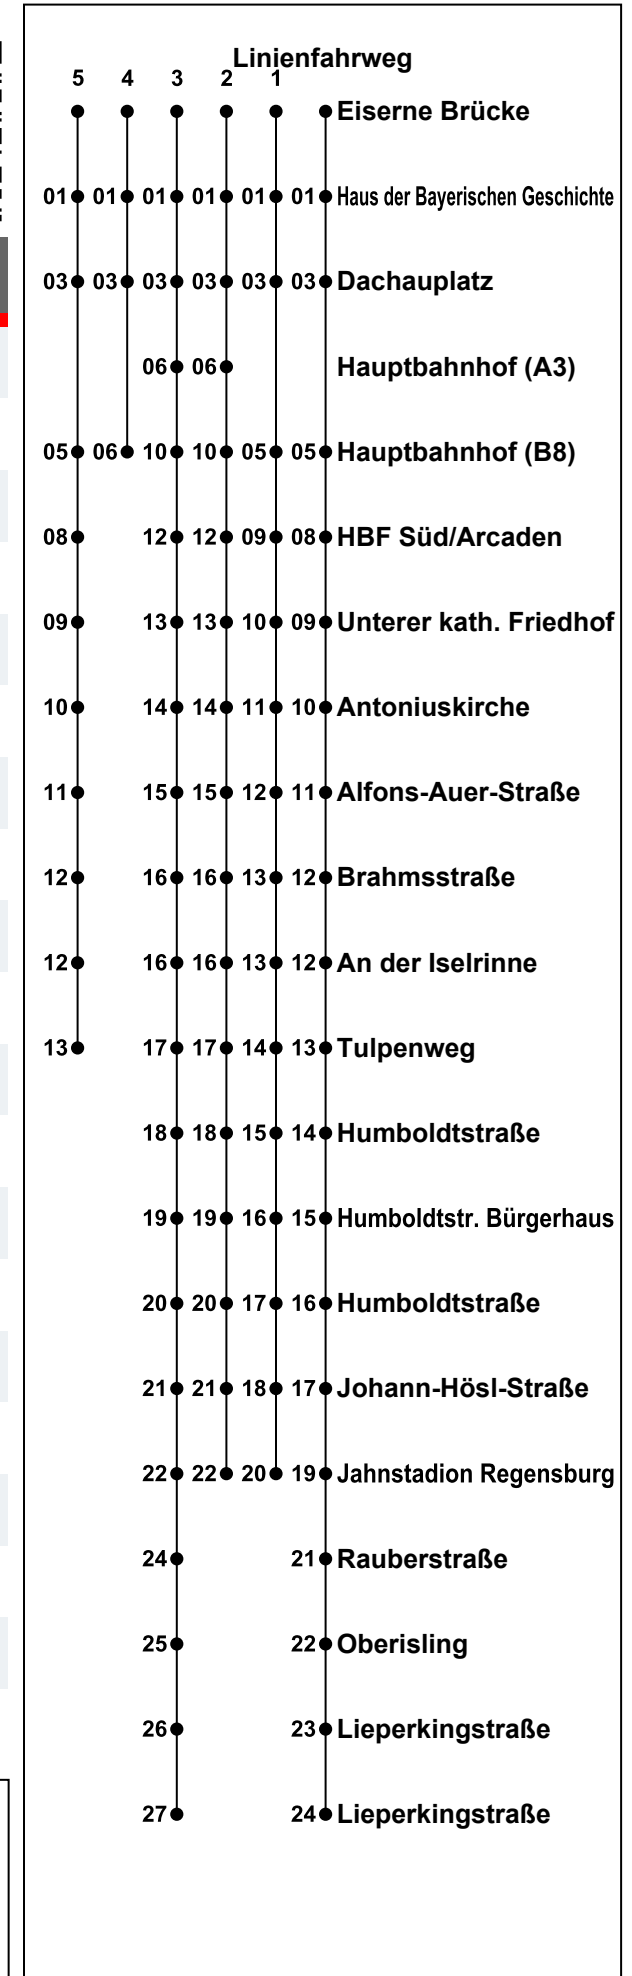 Linienfahrweg
5 4 3 2 1
Eiserne Brücke
01 01 01 01 01 01 Haus der Bayerischen Geschichte
03 03 03 03 03 03 Dachauplatz
06 06 Hauptbahnhof (A3)
05 06 10 10 05 05 Hauptbahnhof (B8)
08 12 12 09 08 HBF Süd/Arcaden
09 13 13 10 09 Unterer kath. Friedhof
10 14 14 11 10 Antoniuskirche
11 15 15 12 11 Alfons-Auer-Straße
12 16 16 13 12 Brahmsstraße
12 16 16 13 12 An der Iselrinne
13 17 17 14 13 Tulpenweg
18 18 15 14 Humboldtstraße
19 19 16 15 Humboldtstr. Bürgerhaus
20 20 17 16 Humboldtstraße
21 21 18 17 Johann-Hösl-Straße
22 22 20 19 Jahnstadion Regensburg
24 21 Rauberstraße
25 22 Oberisling
26 23 Lieperkingstraße
27 24 Lieperkingstraße